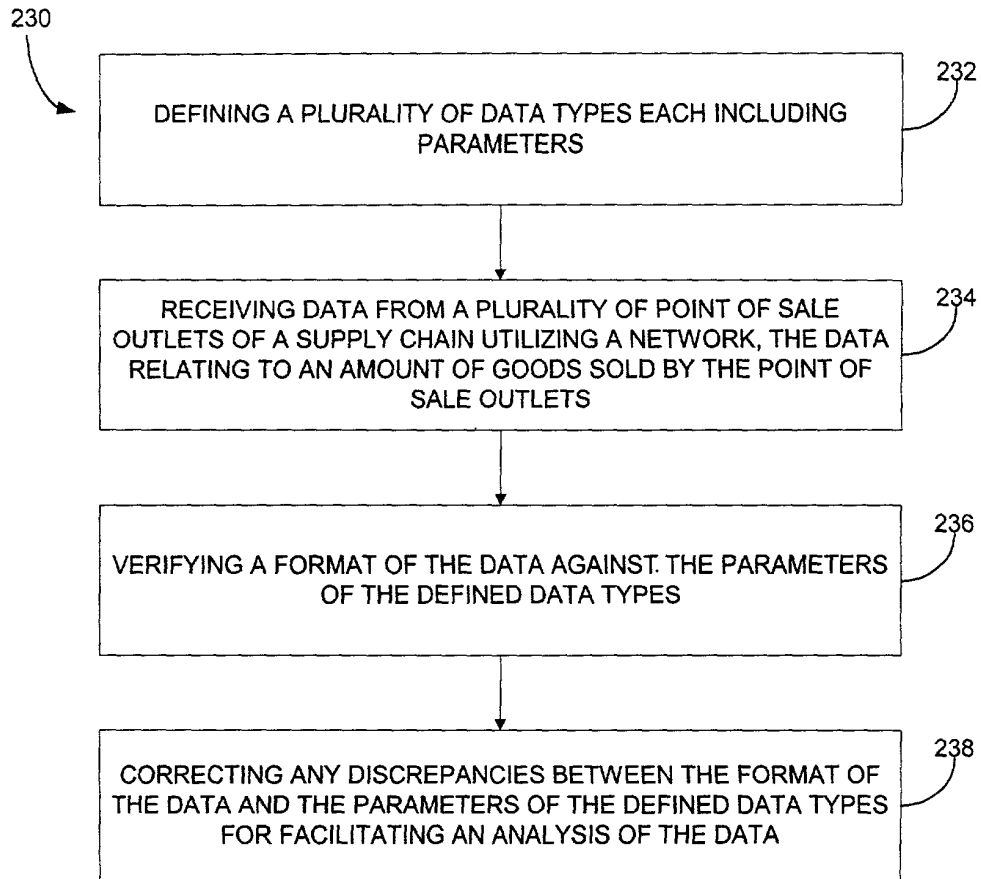 230
232
DEFINING A PLURALITY OF DATA TYPES EACH INCLUDING
PARAMETERS
234
RECEIVING DATA FROM A PLURALITY OF POINT OF SALE
OUTLETS OF A SUPPLY CHAIN UTILIZING A NETWORK, THE DATA
RELATING TO AN AMOUNT OF GOODS SOLD BY THE POINT OF
SALE OUTLETS
236
VERIFYING A FORMAT OF THE DATA AGAINST THE PARAMETERS
OF THE DEFINED DATA TYPES
238
CORRECTING ANY DISCREPANCIES BETWEEN THE FORMAT OF
THE DATA AND THE PARAMETERS OF THE DEFINED DATA TYPES
FOR FACILITATING AN ANALYSIS OF THE DATA